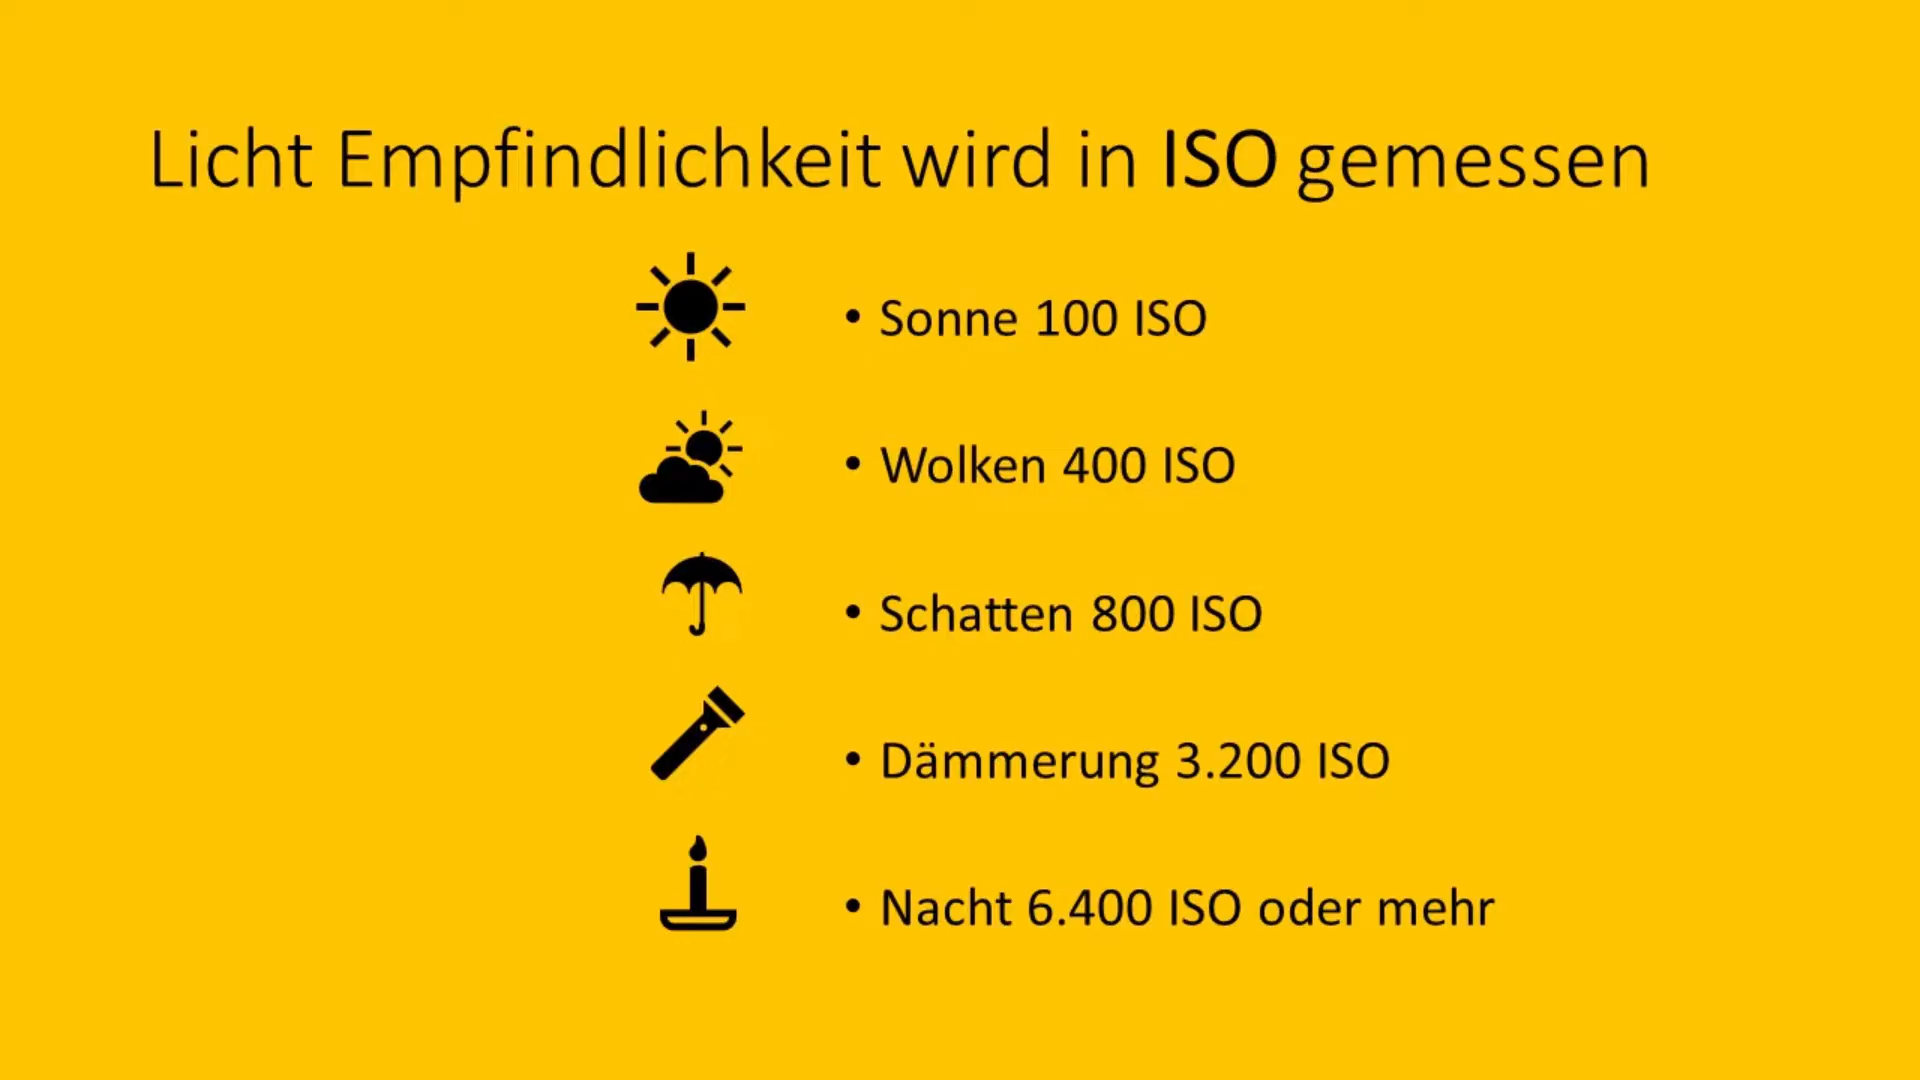 Licht Empfindlichkeit wird in ISO gemessen
• Sonne 100 ISO
• Wolken 400 ISO
• Schatten 800 ISO
• Dämmerung 3.200 ISO
• Nacht 6.400 ISO oder mehr